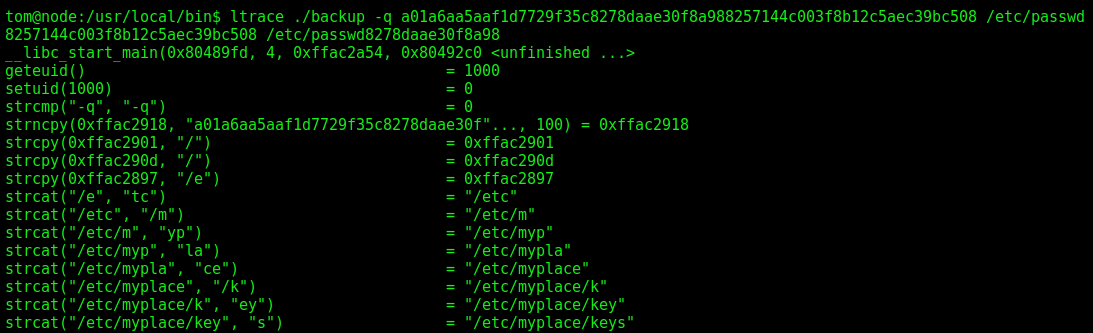 tom@node:/usr/local/bin$ ltrace ./backup -q a01a6aa5aaf1d7729f35c8278daae30f8a988257144c003f8b12c5aec39bc508 /etc/passwd
8257144c003f8b12c5aec39bc508 /etc/passwd8278daae30f8a98
__libc_start_main(0x80489fd, 4, 0xffac2a54, 0x80492c0 <unfinished ...>
geteuid() = 1000
setuid(1000) = 0
strcmp("-q", "-q") = 0
strncpy(0xffac2918, "a01a6aa5aaf1d7729f35c8278daae30f"..., 100) = 0xffac2918
strcpy(0xffac2901, "/") = 0xffac2901
strcpy(0xffac290d, "/") = 0xffac290d
strcpy(0xffac2897, "/e") = 0xffac2897
strcat("/e", "tc") = "/etc"
strcat("/etc", "/m") = "/etc/m"
strcat("/etc/m", "yp") = "/etc/myp"
strcat("/etc/myp", "la") = "/etc/mypla"
strcat("/etc/mypla", "ce") = "/etc/myplace"
strcat("/etc/myplace", "/k") = "/etc/myplace/k"
strcat("/etc/myplace/k", "ey") = "/etc/myplace/key"
strcat("/etc/myplace/key", "s") = "/etc/myplace/keys"